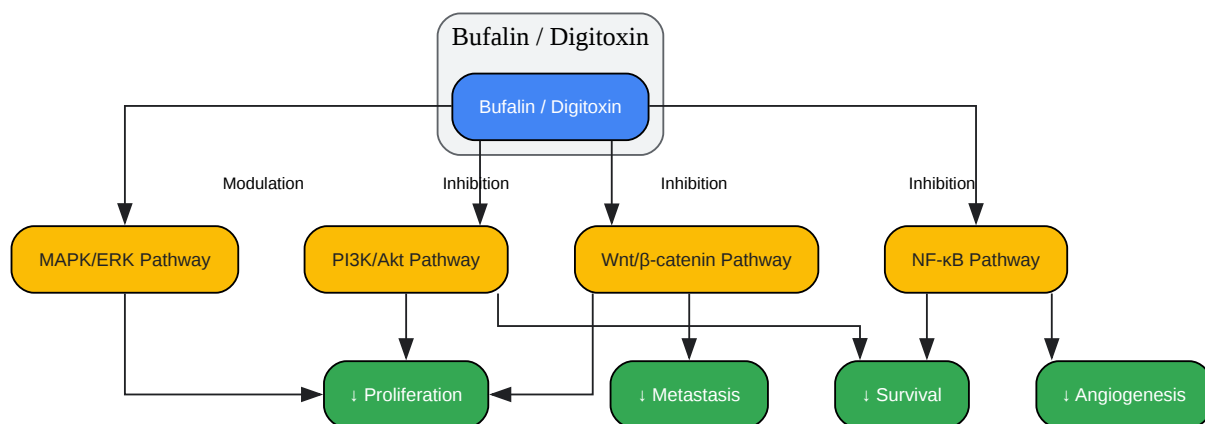 Bufalin / Digitoxin
Bufalin / Digitoxin
Modulation
Inhibition
Inhibition
Inhibition
MAPK/ERK Pathway
PI3K/Akt Pathway
Wnt/β-catenin Pathway
NF-κB Pathway
↓ Proliferation
↓ Metastasis
↓ Survival
↓ Angiogenesis